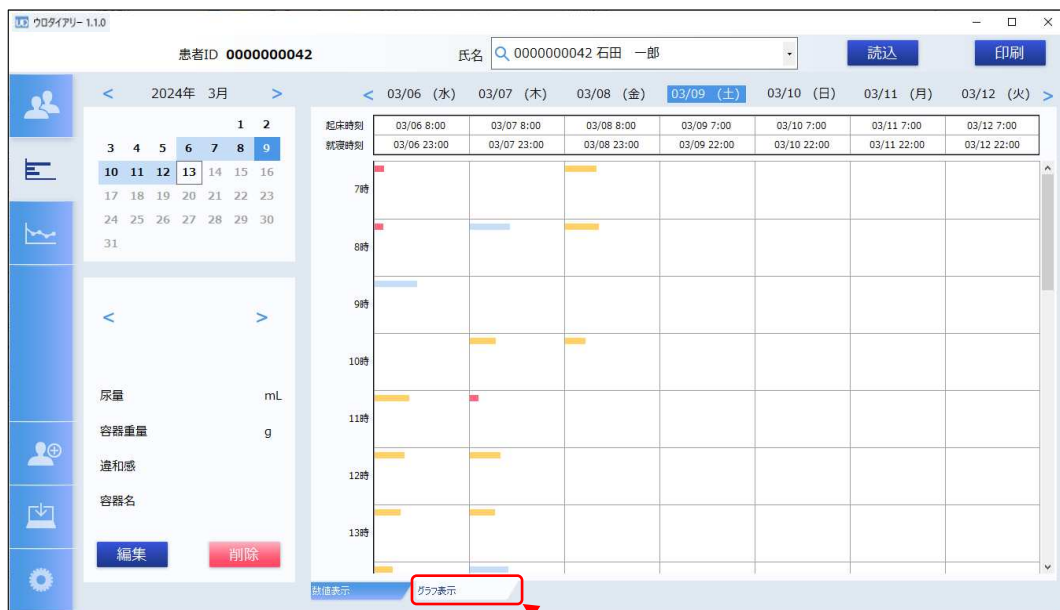 UD ウロダイアリー 1.1.0
患者ID 0000000042 氏名 0000000042 石田 一郎 読込 印刷
< 2024年 3月 >
1 2
3 4 5 6 7 8 9
10 11 12 13 14 15 16
17 18 19 20 21 22 23
24 25 26 27 28 29 30
31
< >
尿量 mL
容器重量 g
違和感
容器名
編集 削除
< 03/06 (水) 03/07 (木) 03/08 (金) 03/09 (土) 03/10 (日) 03/11 (月) 03/12 (火) >
起床時刻 03/06 8:00 03/07 8:00 03/08 8:00 03/09 7:00 03/10 7:00 03/11 7:00 03/12 7:00
就寝時刻 03/06 23:00 03/07 23:00 03/08 23:00 03/09 22:00 03/10 22:00 03/11 22:00 03/12 22:00
7時
8時
9時
10時
11時
12時
13時
数値表示 グラフ表示